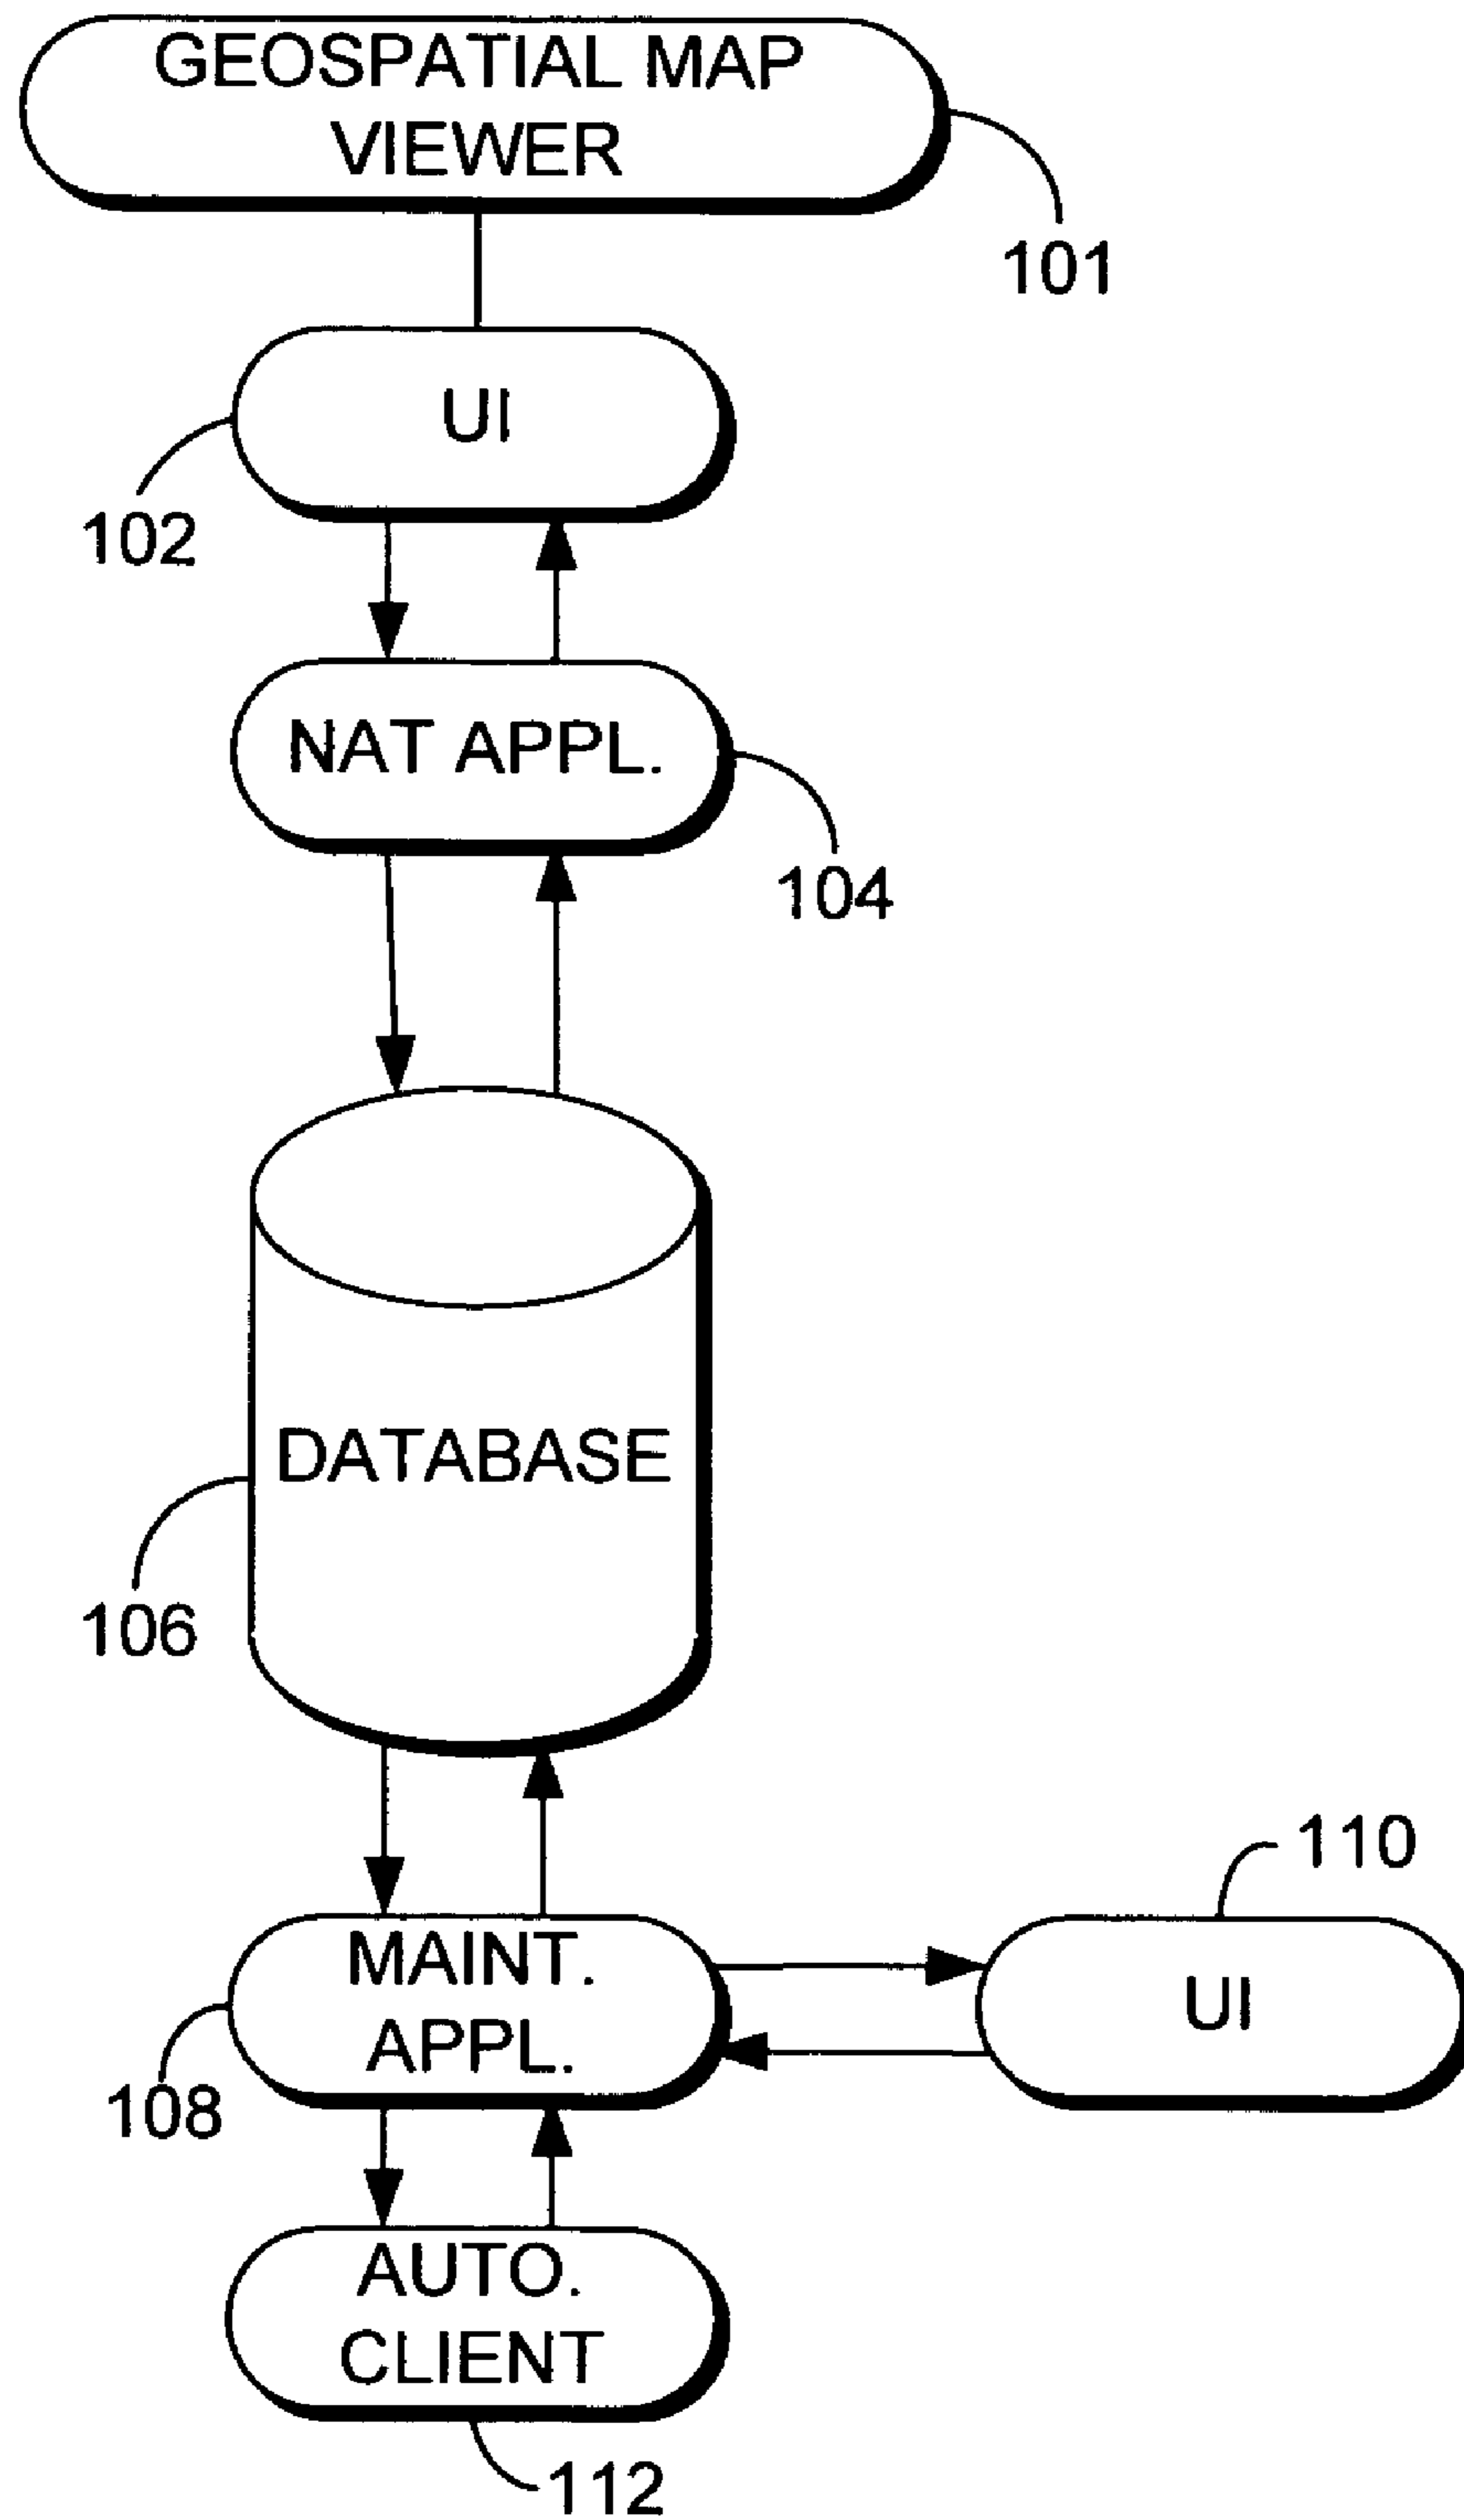 GEOSPATIAL MAP
VIEWER
101
UI
102
NAT APPL.
104
DATABASE
106
110
MAINT.
APPL.
UI
108
AUTO.
CLIENT
112